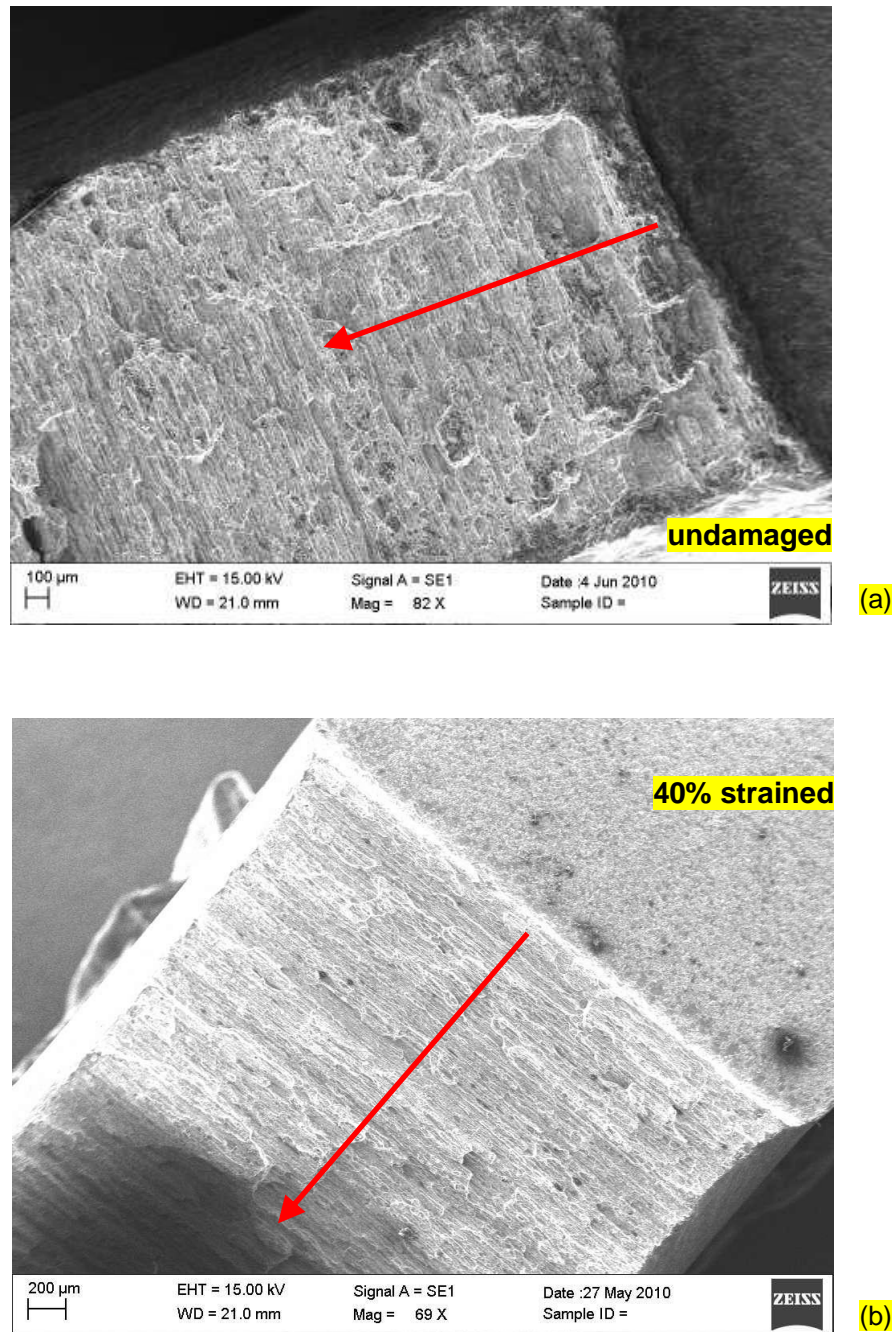 undamaged
100 µm EHT = 15.00 kV Signal A = SE1 Date :4 Jun 2010 ZEISS
WD = 21.0 mm Mag = 82 X Sample ID =
(a)
40% strained
200 µm EHT = 15.00 kV Signal A = SE1 Date :27 May 2010 ZEISS
WD = 21.0 mm Mag = 69 X Sample ID =
(b)